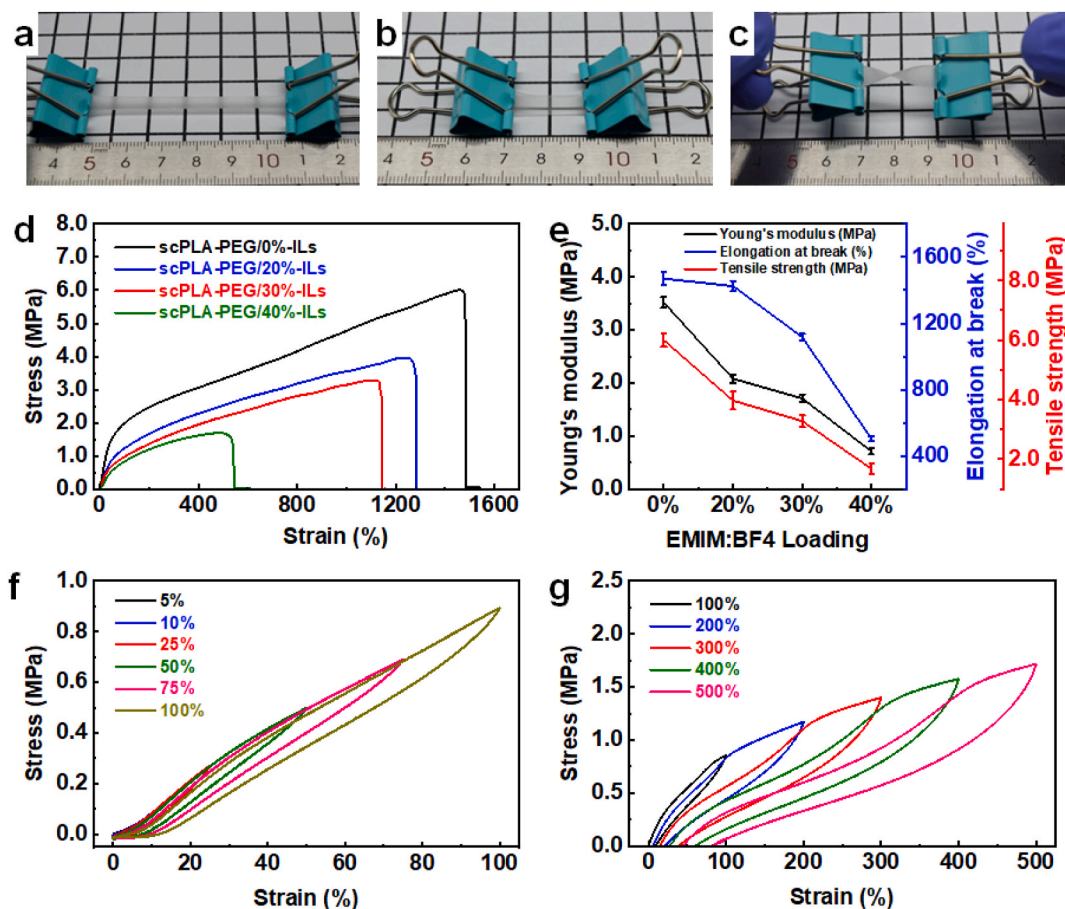 a
b
c
4 5 6 7 8 9 10 1 2
4 5 6 7 8 9 10 1 2
4 5 6 7 8 9 10 1
d
8.0
7.0
6.0
5.0
4.0
3.0
2.0
1.0
0.0
Stress (MPa)
scPLA-PEG/0%-ILs
scPLA-PEG/20%-ILs
scPLA-PEG/30%-ILs
scPLA-PEG/40%-ILs
0 400 800 1200 1600
Strain (%)
e
5.0
4.0
3.0
2.0
1.0
0.0
Young's modulus (MPa)
Young's modulus (MPa)
Elongation at break (%)
Tensile strength (MPa)
1600
1200
800
400
Elongation at break (%)
8.0
6.0
4.0
2.0
Tensile strength (MPa)
0% 20% 30% 40%
EMIM:BF4 Loading
f
1.0
0.8
0.6
0.4
0.2
0.0
Stress (MPa)
5%
10%
25%
50%
75%
100%
0 20 40 60 80 100
Strain (%)
g
2.5
2.0
1.5
1.0
0.5
0.0
Stress (MPa)
100%
200%
300%
400%
500%
0 100 200 300 400 500
Strain (%)